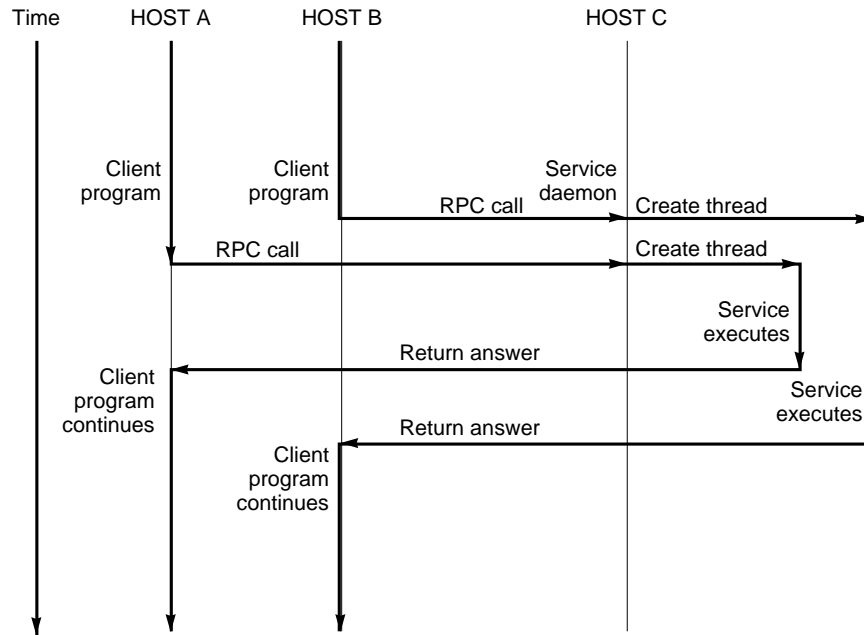 Time
HOST A
HOST B
HOST C
Client
program
Client
program
Service
daemon
RPC call
Create thread
RPC call
Create thread
Service
executes
Return answer
Client
program
continues
Service
executes
Return answer
Client
program
continues